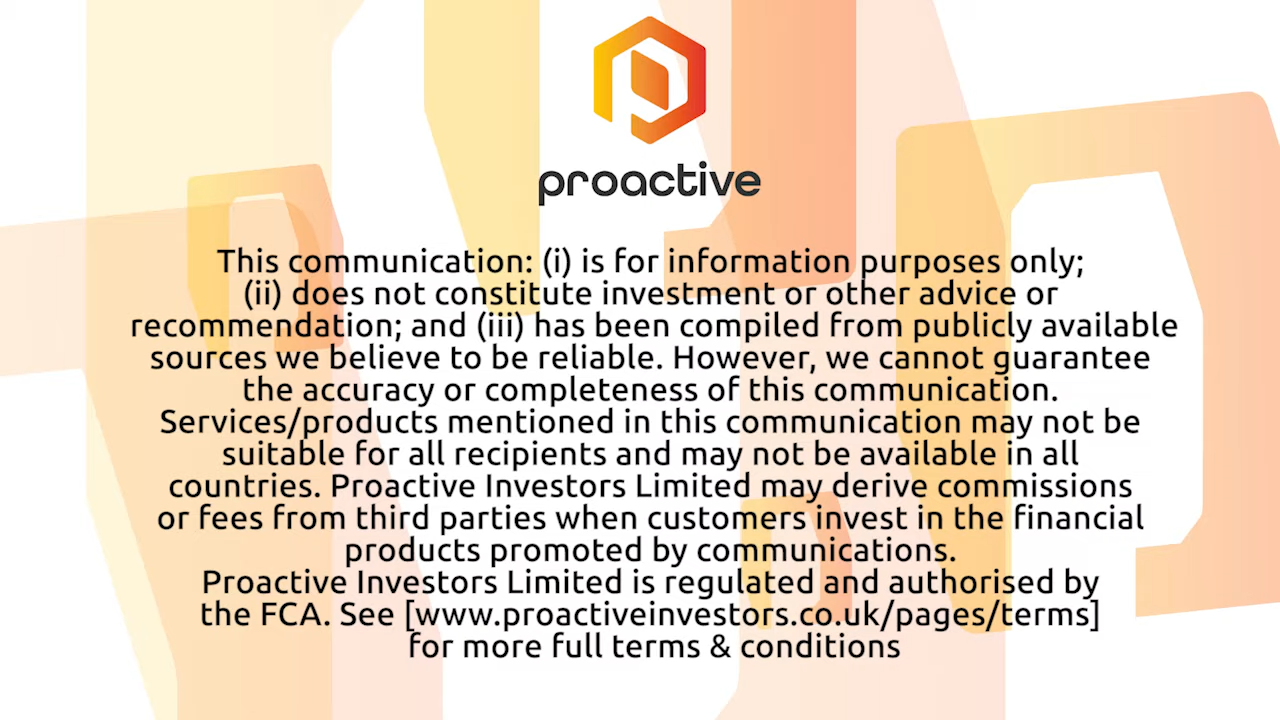 proactive
This communication: (i) is for information purposes only;
(ii) does not constitute investment or other advice or
recommendation; and (iii) has been compiled from publicly available
sources we believe to be reliable. However, we cannot guarantee
the accuracy or completeness of this communication.
Services/products mentioned in this communication may not be
suitable for all recipients and may not be available in all
countries. Proactive Investors Limited may derive commissions
or fees from third parties when customers invest in the financial
products promoted by communications.
Proactive Investors Limited is regulated and authorised by
the FCA. See [www.proactiveinvestors.co.uk/pages/terms]
for more full terms & conditions